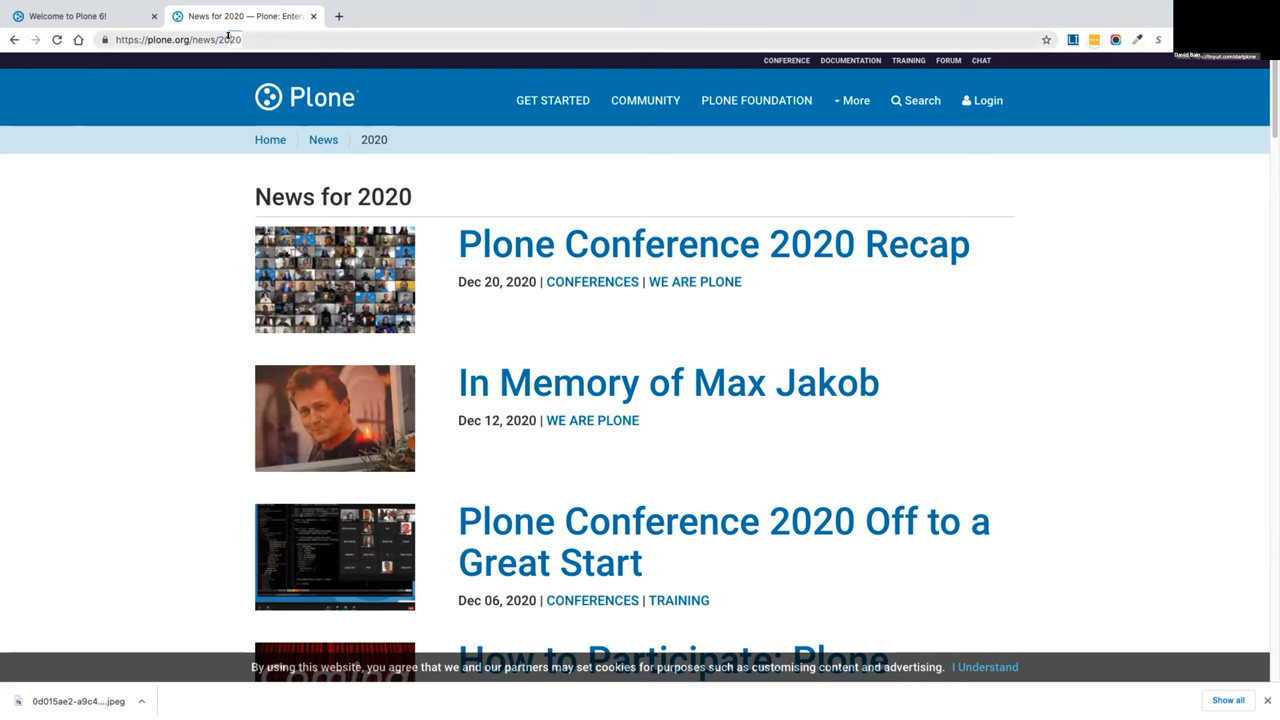 Welcome to Plone 6!
News for 2020 — Plone: Enter
https://plone.org/news/2020
David Bain
CONFERENCE DOCUMENTATION TRAINING FORUM CHAT
Plone
GET STARTED COMMUNITY PLONE FOUNDATION More Search Login
Home News 2020
News for 2020
Plone Conference 2020 Recap
Dec 20, 2020 | CONFERENCES | WE ARE PLONE
In Memory of Max Jakob
Dec 12, 2020 | WE ARE PLONE
Plone Conference 2020 Off to a
Great Start
Dec 06, 2020 | CONFERENCES | TRAINING
How to Participate: Plone
By using this website, you agree that we and our partners may set cookies for purposes such as customising content and advertising. I Understand
0d015ae2-a9c4....jpeg
Show all